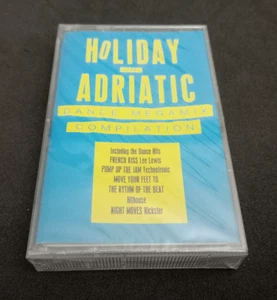 HOLIDAY
ADRIATIC
DANCE MEGAMIX
COMPILATION
Including the Dance Hits
FRENCH KISS Lee Lewis
PUMP UP THE JAM Technotronic
MOVE YOUR FEET TO
THE RYTHM OF THE BEAT
Hithouse
NIGHT MOVES Rickster